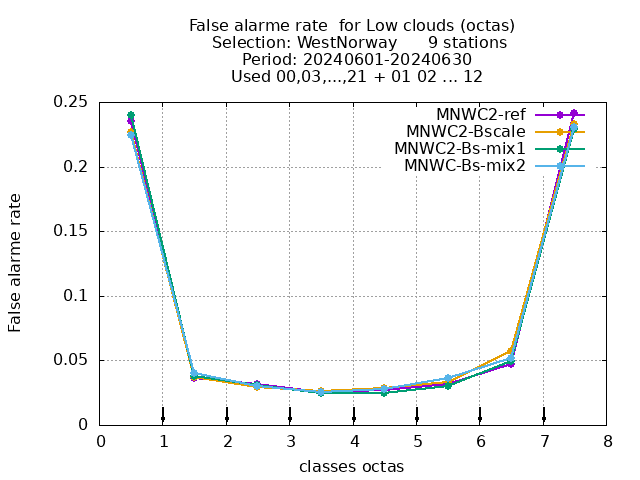 False alarme rate  for Low clouds (octas)
Selection: WestNorway      9 stations
Period: 20240601-20240630
Used 00,03,...,21 + 01 02 ... 12
MNWC2-ref
MNWC2-Bscale
MNWC2-Bs-mix1
MNWC-Bs-mix2
False alarme rate
0.25
0.2
0.15
0.1
0.05
0
0 1 2 3 4 5 6 7 8
classes octas